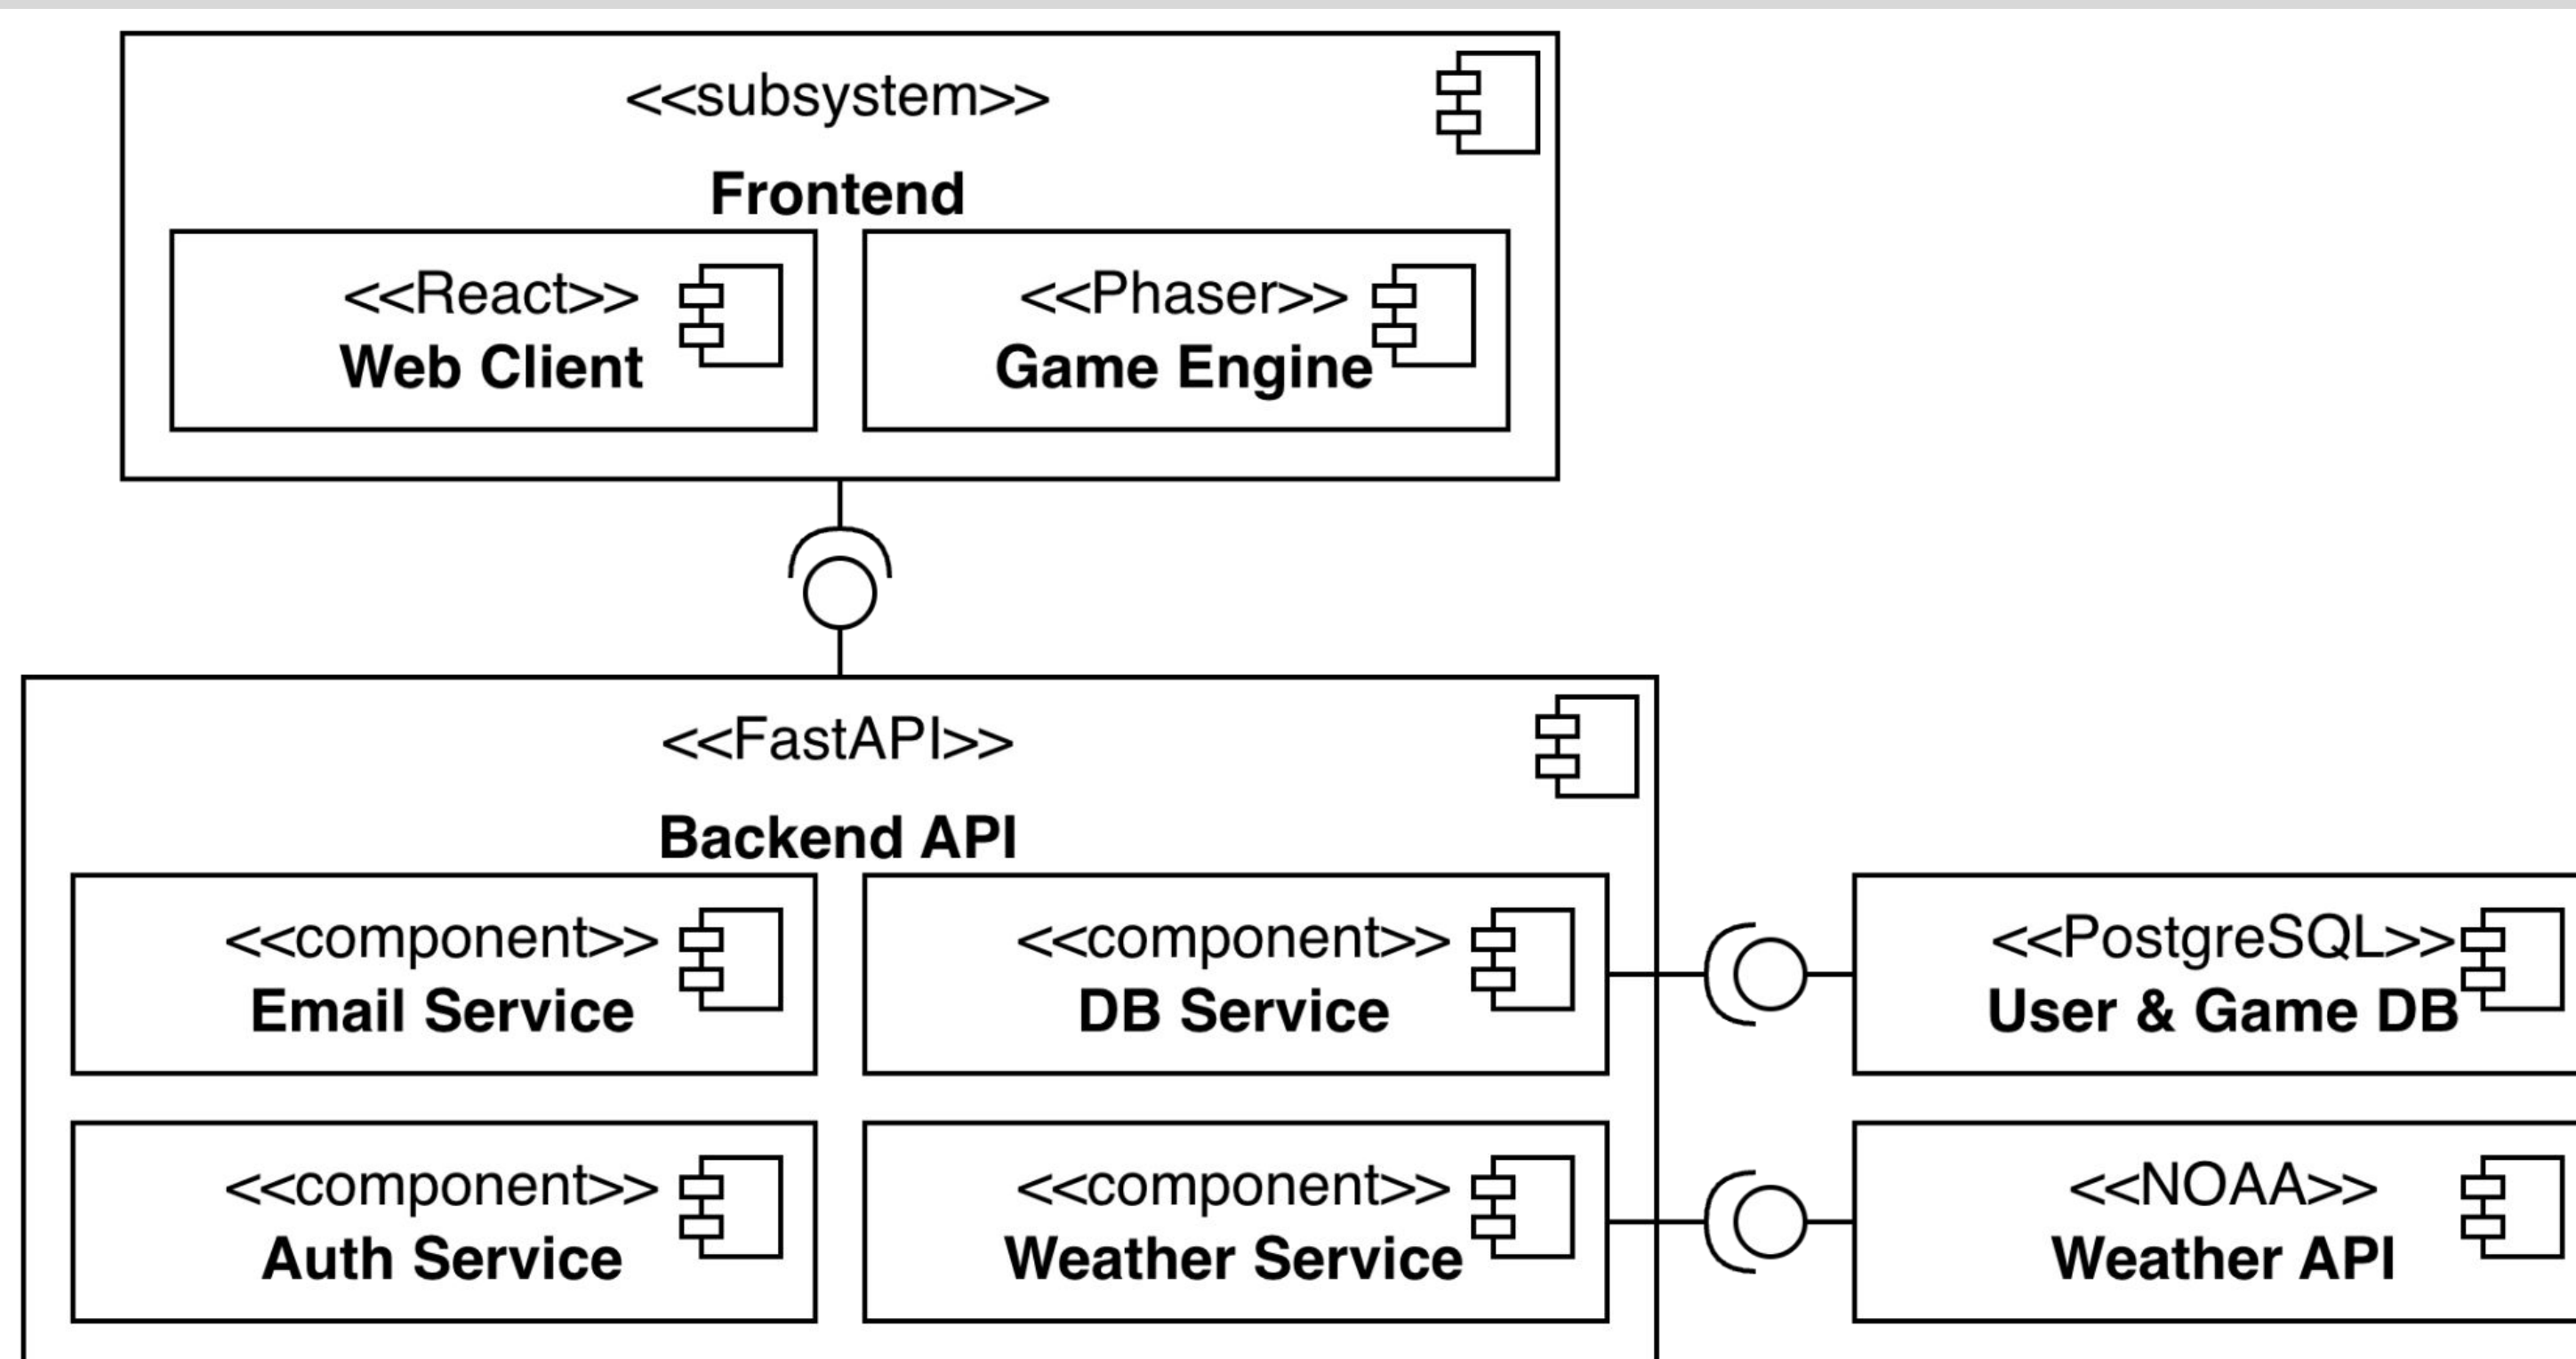 <<subsystem>>
Frontend
<<React>>
Web Client
<<Phaser>>
Game Engine
<<FastAPI>>
Backend API
<<component>>
Email Service
<<component>>
DB Service
<<PostgreSQL>>
User & Game DB
<<component>>
Auth Service
<<component>>
Weather Service
<<NOAA>>
Weather API